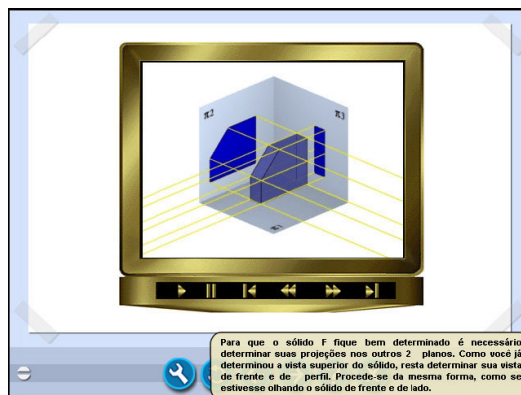 π2
π3
π1
Para que o sólido F fique bem determinado é necessário
determinar suas projeções nos outros 2 planos. Como você já
determinou a vista superior do sólido, resta determinar sua vista
de frente e de perfil. Procede-se da mesma forma, como se
estivesse olhando o sólido de frente e de lado.